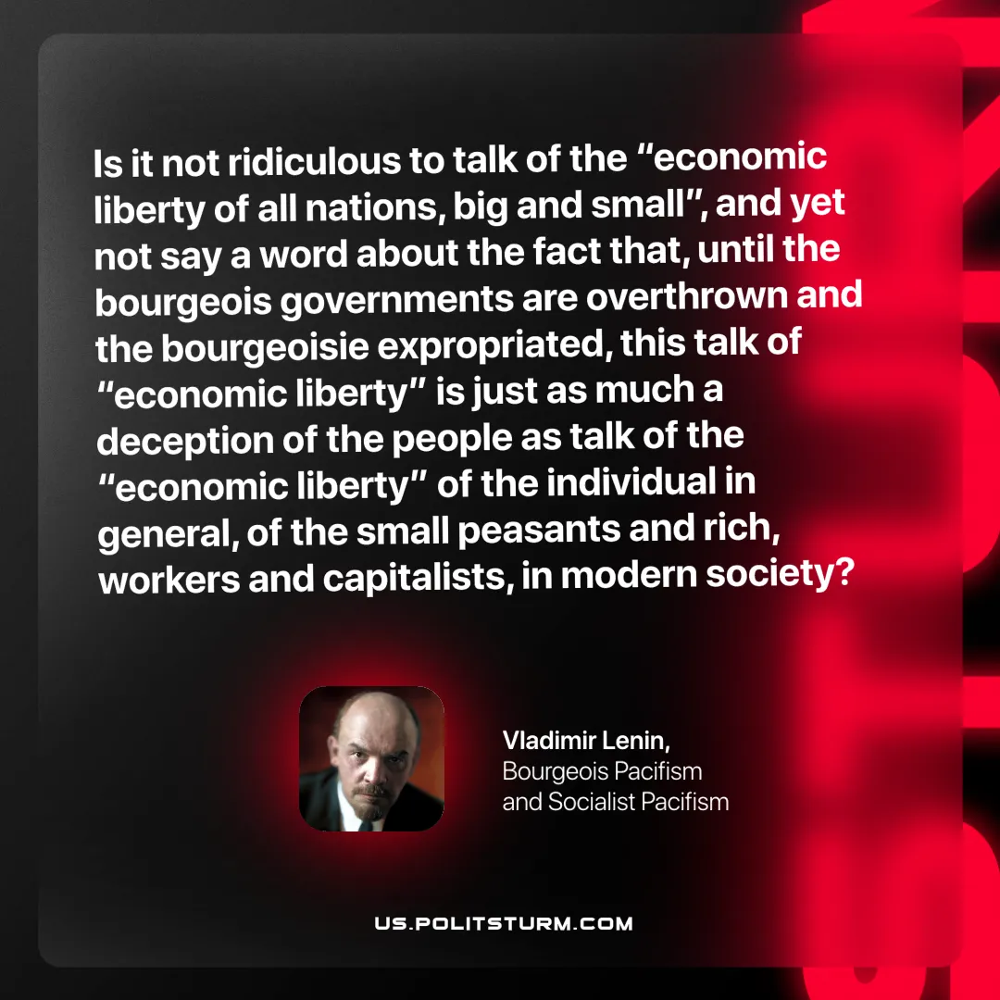 Is it not ridiculous to talk of the “economic
liberty of all nations, big and small”, and yet
not say a word about the fact that, until the
bourgeois governments are overthrown and
the bourgeoisie expropriated, this talk of
“economic liberty” is just as much a
deception of the people as talk of the
“economic liberty” of the individual in
general, of the small peasants and rich,
workers and capitalists, in modern society?
Vladimir Lenin,
Bourgeois Pacifism
and Socialist Pacifism
US.POLITSTURM.COM